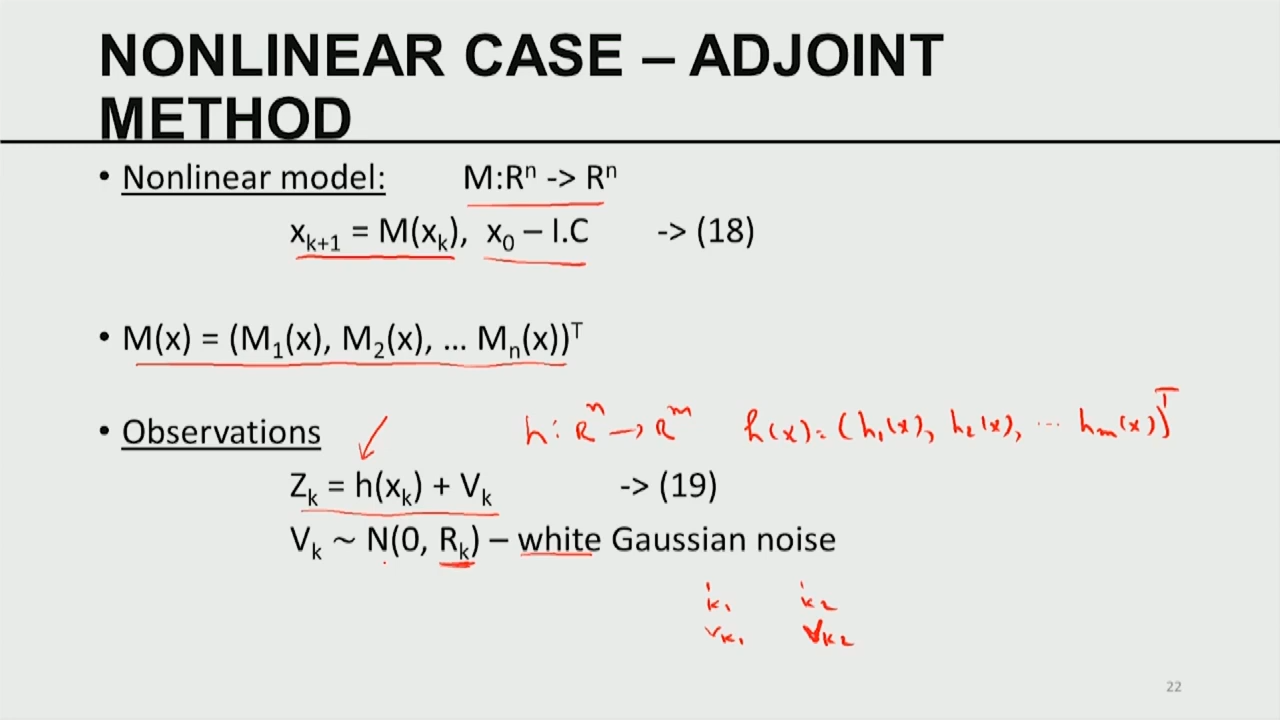 NONLINEAR CASE – ADJOINT
METHOD
• Nonlinear model: M:Rⁿ -> Rⁿ
xₖ₊₁ = M(xₖ), x₀ – I.C -> (18)
• M(x) = (M₁(x), M₂(x), ... Mₙ(x))ᵀ
• Observations h: Rⁿ → Rᵐ h(x) = (h₁(x), h₂(x), ... hₘ(x))ᵀ
Zₖ = h(xₖ) + Vₖ -> (19)
Vₖ ~ N(0, Rₖ) – white Gaussian noise
k₁ k₂
Vₖ₁ Vₖ₂
22